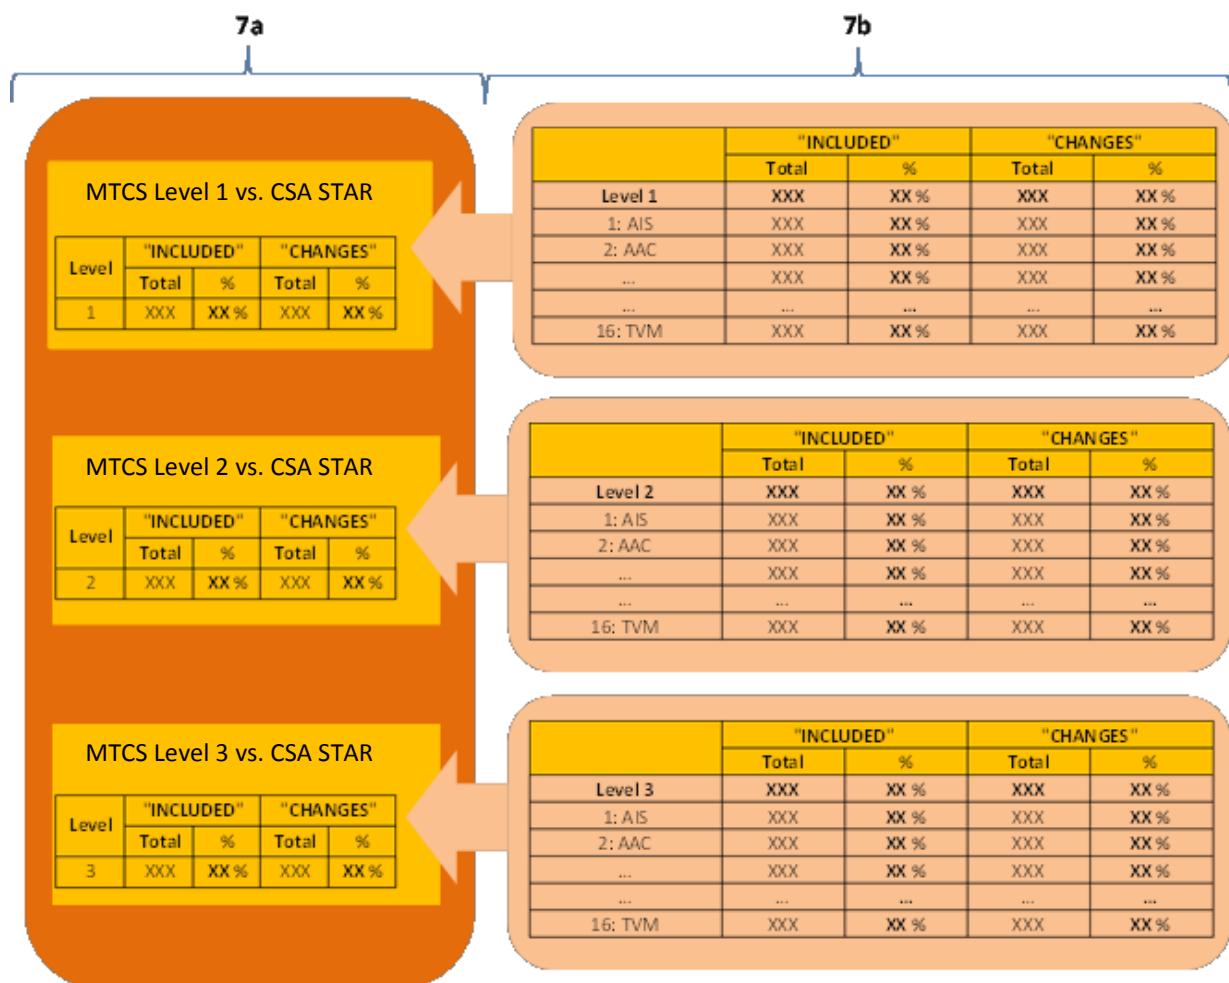 7a
7b
MTCS Level 1 vs. CSA STAR
Level "INCLUDED" "CHANGES"
Total % Total %
1 XXX XX % XXX XX %
"INCLUDED" "CHANGES"
Total % Total %
Level 1 XXX XX % XXX XX %
1: AIS XXX XX % XXX XX %
2: AAC XXX XX % XXX XX %
... XXX XX % XXX XX %
... ... ... ... ...
16: TVM XXX XX % XXX XX %
MTCS Level 2 vs. CSA STAR
Level "INCLUDED" "CHANGES"
Total % Total %
2 XXX XX % XXX XX %
"INCLUDED" "CHANGES"
Total % Total %
Level 2 XXX XX % XXX XX %
1: AIS XXX XX % XXX XX %
2: AAC XXX XX % XXX XX %
... XXX XX % XXX XX %
... ... ... ... ...
16: TVM XXX XX % XXX XX %
MTCS Level 3 vs. CSA STAR
Level "INCLUDED" "CHANGES"
Total % Total %
3 XXX XX % XXX XX %
"INCLUDED" "CHANGES"
Total % Total %
Level 3 XXX XX % XXX XX %
1: AIS XXX XX % XXX XX %
2: AAC XXX XX % XXX XX %
... XXX XX % XXX XX %
... ... ... ... ...
16: TVM XXX XX % XXX XX %